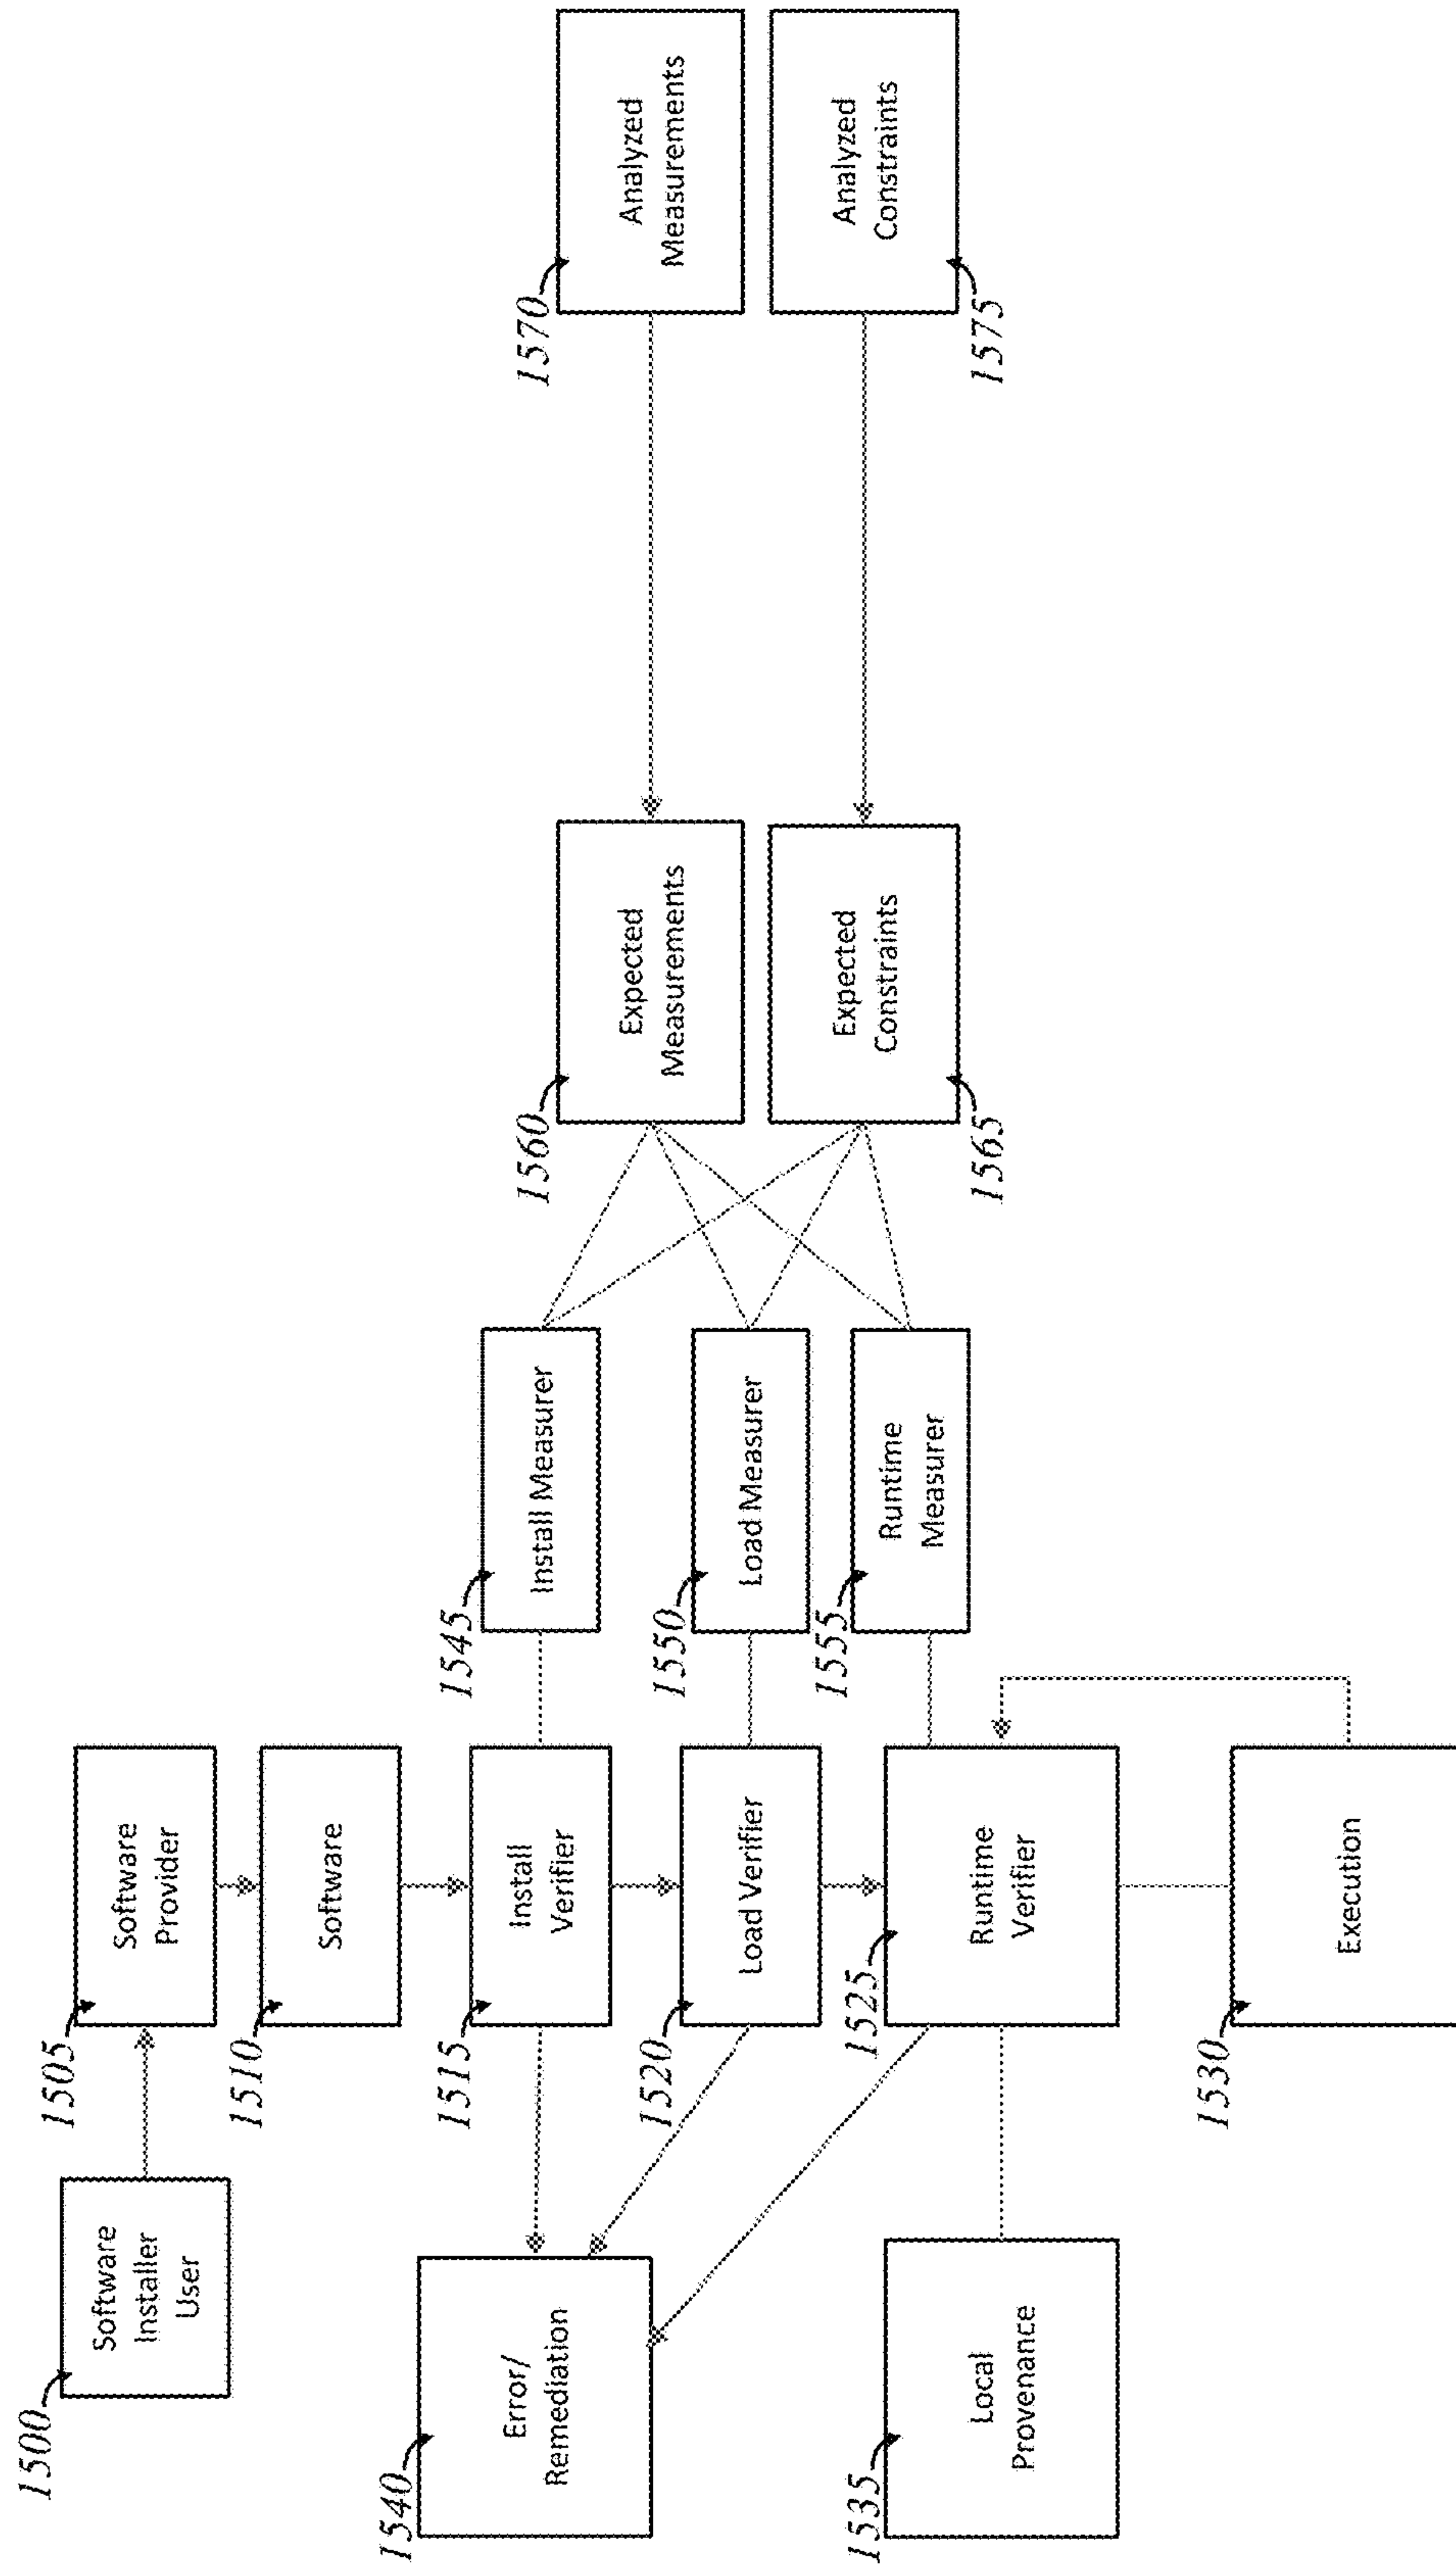 1500
Software
Installer
User
1505
Software
Provider
1510
Software
1515
Install
Verifier
1520
Load Verifier
1525
Runtime
Verifier
1530
Execution
1535
Local
Provenance
1540
Error/
Remediation
1545
Install Measurer
1550
Load Measurer
1555
Runtime
Measurer
1560
Expected
Measurements
1565
Expected
Constraints
1570
Analyzed
Measurements
1575
Analyzed
Constraints